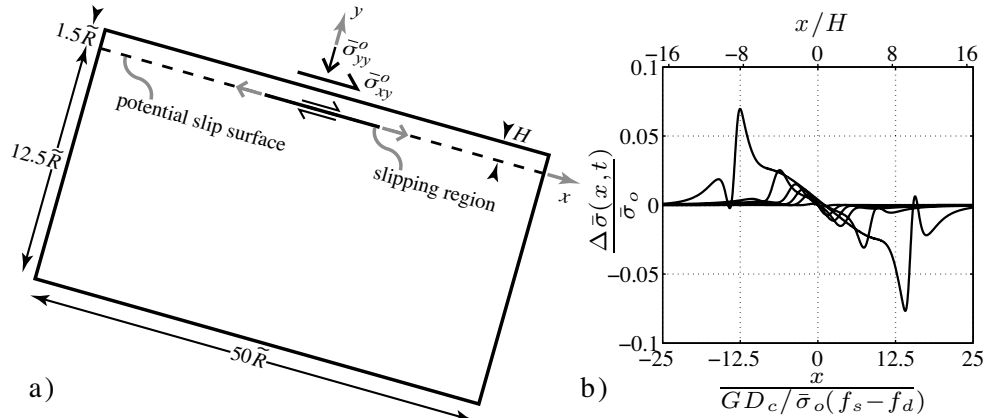 y
1.5R̃
σ̄ᵒyy
σ̄ᵒxy
potential slip surface
H
12.5R̃
slipping region
x
50R̃
a)
x/H
−16 −8 0 8 16
0.1
0.05
0
−0.05
−0.1
Δσ̄(x,t)
σ̄o
−25 −12.5 0 12.5 25
x
GDc/σ̄o(fs−fd)
b)